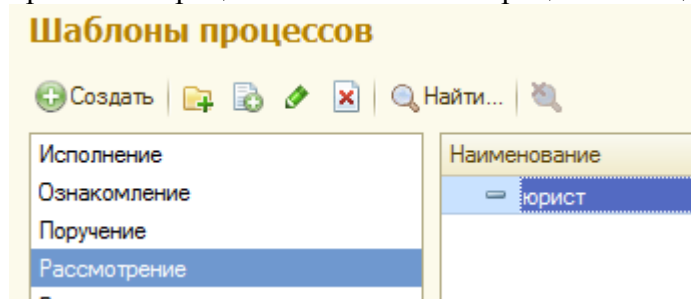 Шаблоны процессов
Создать Найти...
Исполнение
Ознакомление
Поручение
Рассмотрение
Наименование
юрист